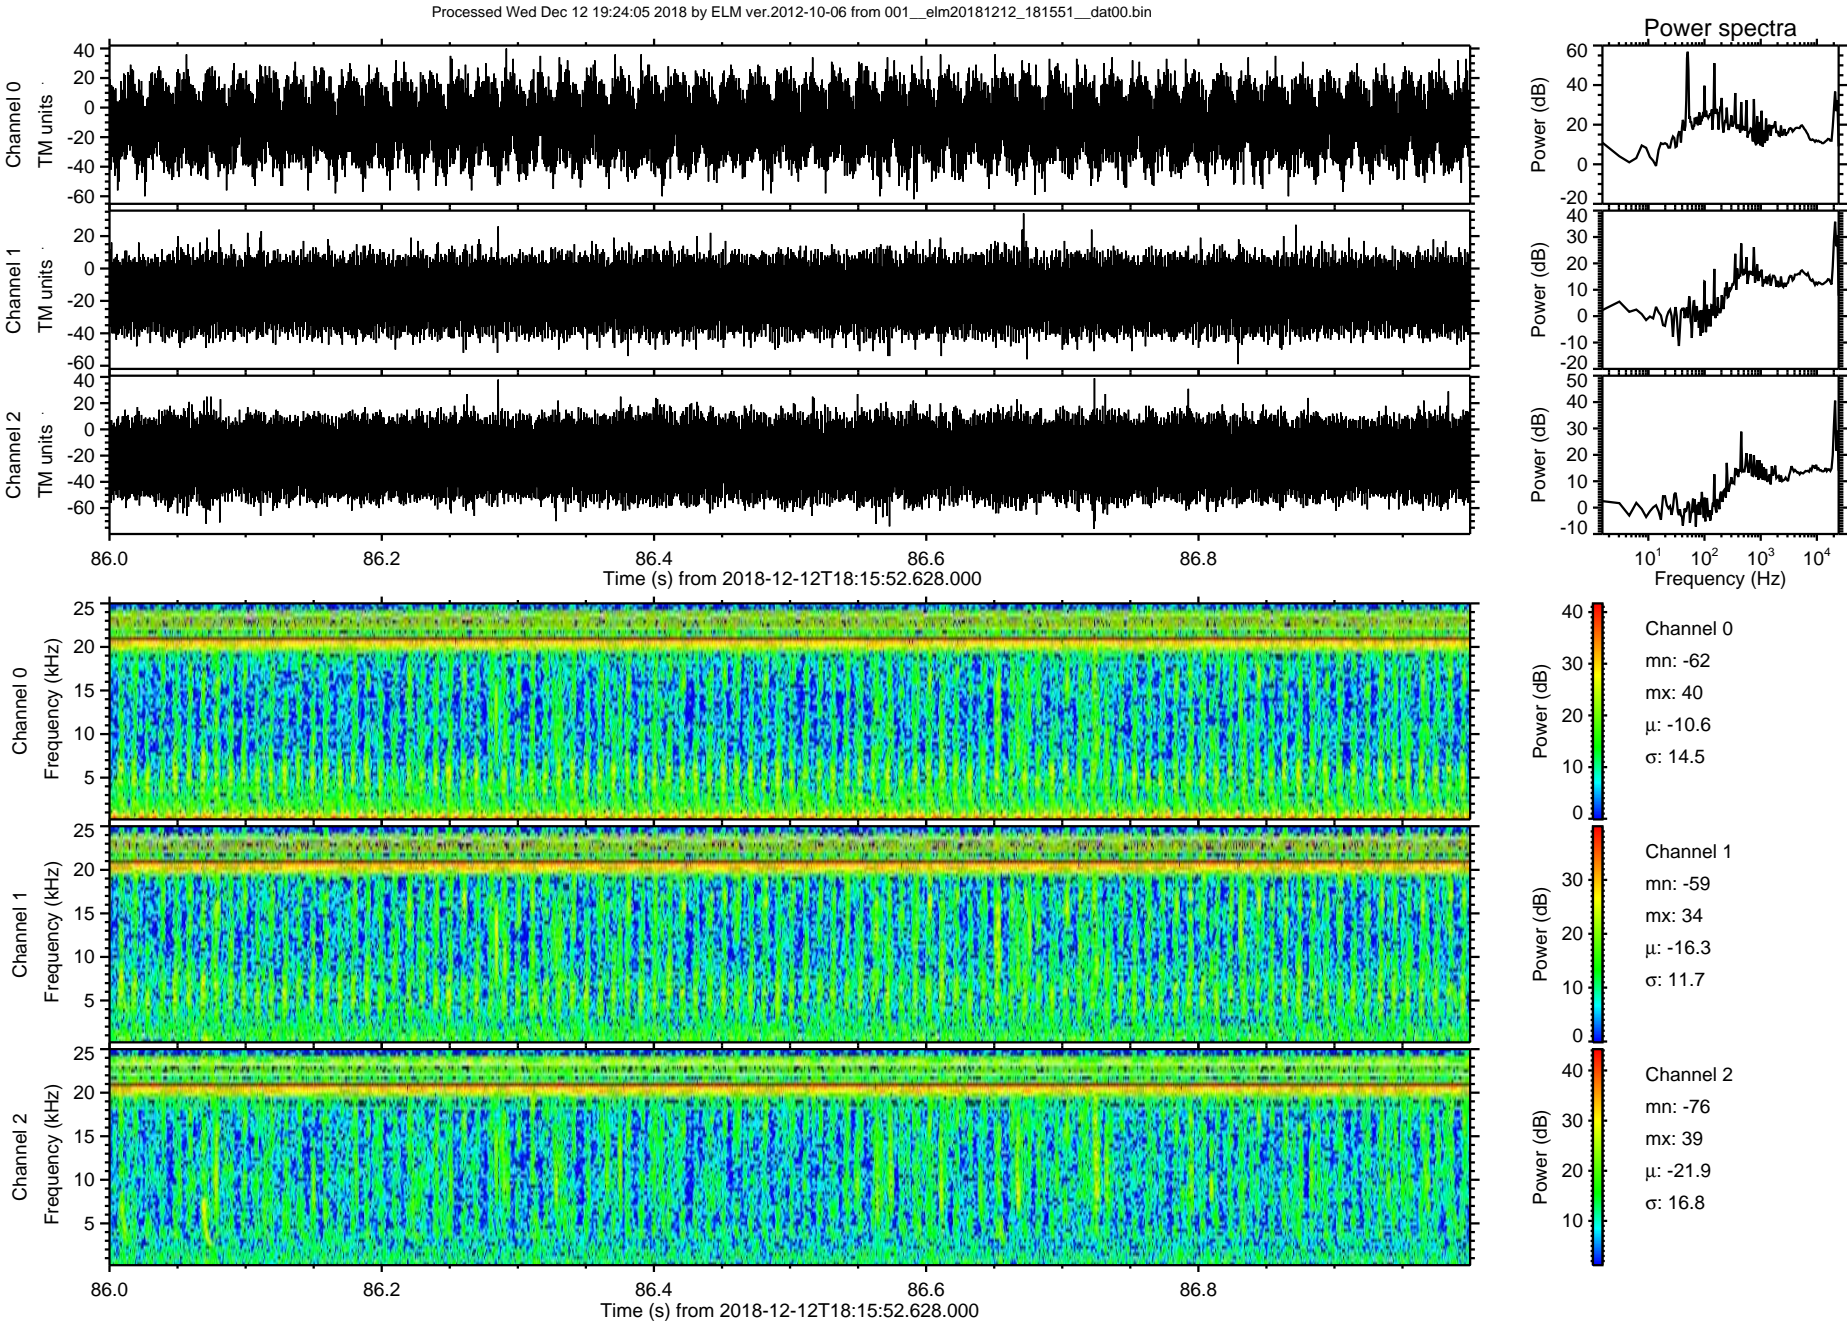 Processed Wed Dec 12 19:24:05 2018 by ELM ver.2012-10-06 from 001__elm20181212_181551__dat00.bin
Power spectra
Channel 0
TM units
40
20
0
-20
-40
-60
Power (dB)
60
40
20
0
-20
Channel 1
TM units
20
0
-20
-40
-60
Power (dB)
40
30
20
10
0
-10
-20
Channel 2
TM units
40
20
0
-20
-40
-60
Power (dB)
50
40
30
20
10
0
-10
86.0 86.2 86.4 86.6 86.8
Time (s) from 2018-12-12T18:15:52.628.000
10^1 10^2 10^3 10^4
Frequency (Hz)
Channel 0
Frequency (kHz)
25
20
15
10
5
Power (dB)
40
30
20
10
0
Channel 0
mn: -62
mx: 40
μ: -10.6
σ: 14.5
Channel 1
Frequency (kHz)
25
20
15
10
5
Power (dB)
30
20
10
0
Channel 1
mn: -59
mx: 34
μ: -16.3
σ: 11.7
Channel 2
Frequency (kHz)
25
20
15
10
5
Power (dB)
40
30
20
10
Channel 2
mn: -76
mx: 39
μ: -21.9
σ: 16.8
86.0 86.2 86.4 86.6 86.8
Time (s) from 2018-12-12T18:15:52.628.000